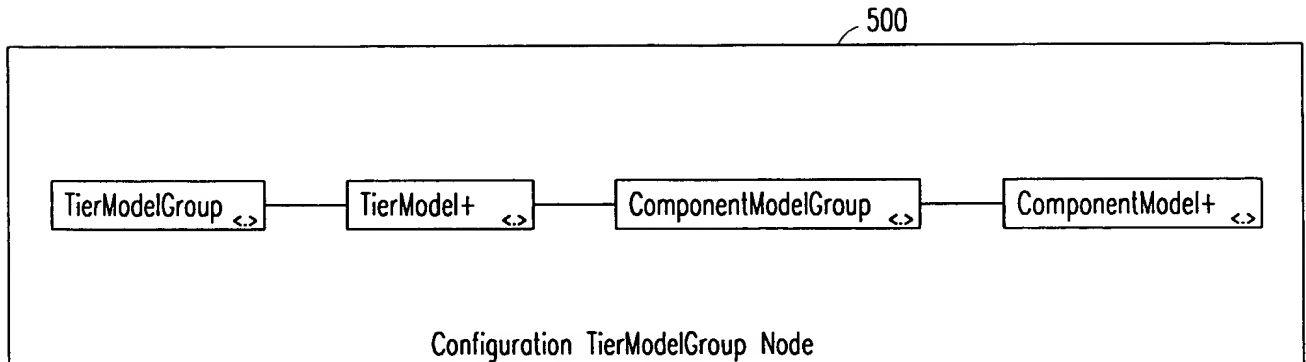 500
TierModelGroup <.>
TierModel+ <.>
ComponentModelGroup <.>
ComponentModel+ <.>
Configuration TierModelGroup Node